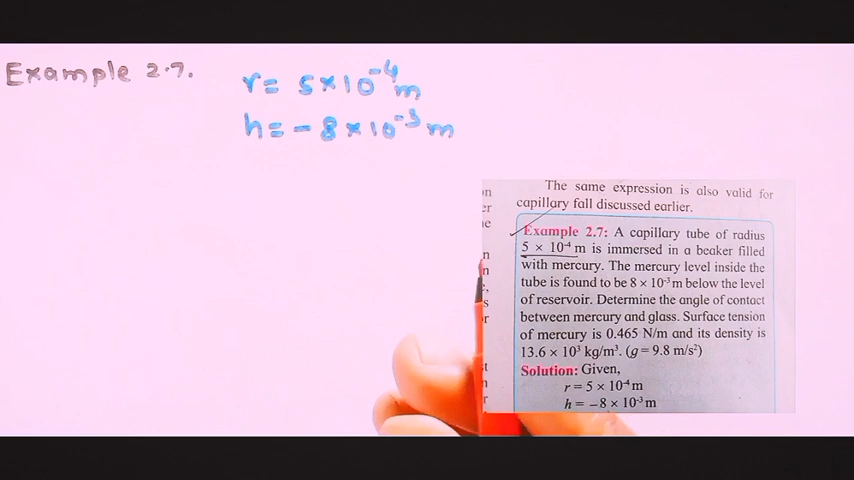 Example 2.7.
r= 5×10⁻⁴m
h=-8×10⁻³m
The same expression is also valid for
capillary fall discussed earlier.
Example 2.7: A capillary tube of radius
5 × 10⁻⁴ m is immersed in a beaker filled
with mercury. The mercury level inside the
tube is found to be 8 × 10⁻³ m below the level
of reservoir. Determine the angle of contact
between mercury and glass. Surface tension
of mercury is 0.465 N/m and its density is
13.6 × 10³ kg/m³. (g = 9.8 m/s²)
Solution: Given,
r = 5 × 10⁻⁴ m
h = −8 × 10⁻³ m